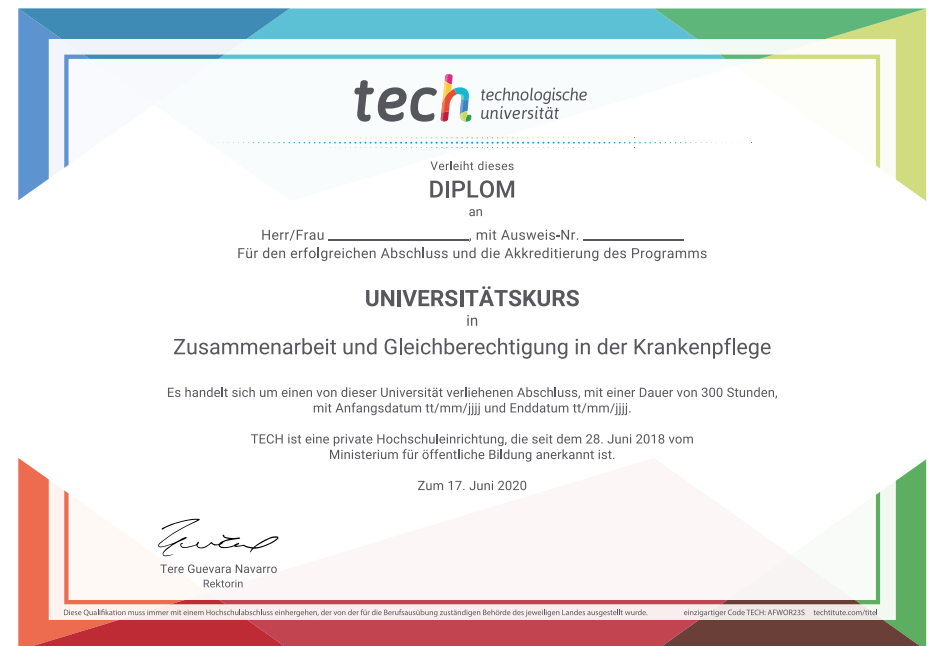 tech technologische
universität
Verleiht dieses
DIPLOM
an
Herr/Frau ____________________, mit Ausweis-Nr. ______________
Für den erfolgreichen Abschluss und die Akkreditierung des Programms
UNIVERSITÄTSKURS
in
Zusammenarbeit und Gleichberechtigung in der Krankenpflege
Es handelt sich um einen von dieser Universität verliehenen Abschluss, mit einer Dauer von 300 Stunden,
mit Anfangsdatum tt/mm/jjjj und Enddatum tt/mm/jjjj.
TECH ist eine private Hochschuleinrichtung, die seit dem 28. Juni 2018 vom
Ministerium für öffentliche Bildung anerkannt ist.
Zum 17. Juni 2020
Tere Guevara Navarro
Rektorin
Diese Qualifikation muss immer mit einem Hochschulabschluss einhergehen, der von der für die Berufsausübung zuständigen Behörde des jeweiligen Landes ausgestellt wurde. einzigartiger Code TECH: AFWOR23S techtitute.com/titel